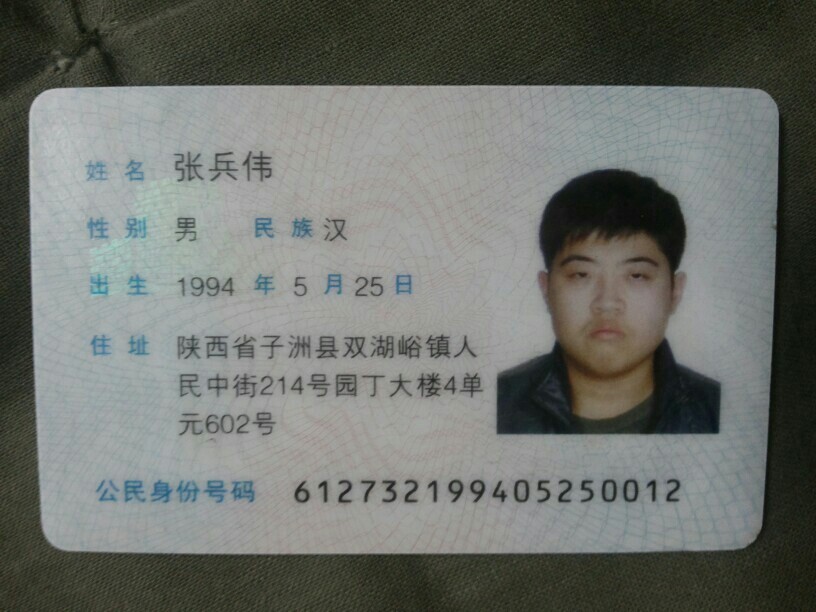 姓名 张兵伟
性别 男 民族 汉
出生 1994 年 5 月 25 日
住址 陕西省子洲县双湖峪镇人
民中街214号园丁大楼4单
元602号
公民身份号码 612732199405250012